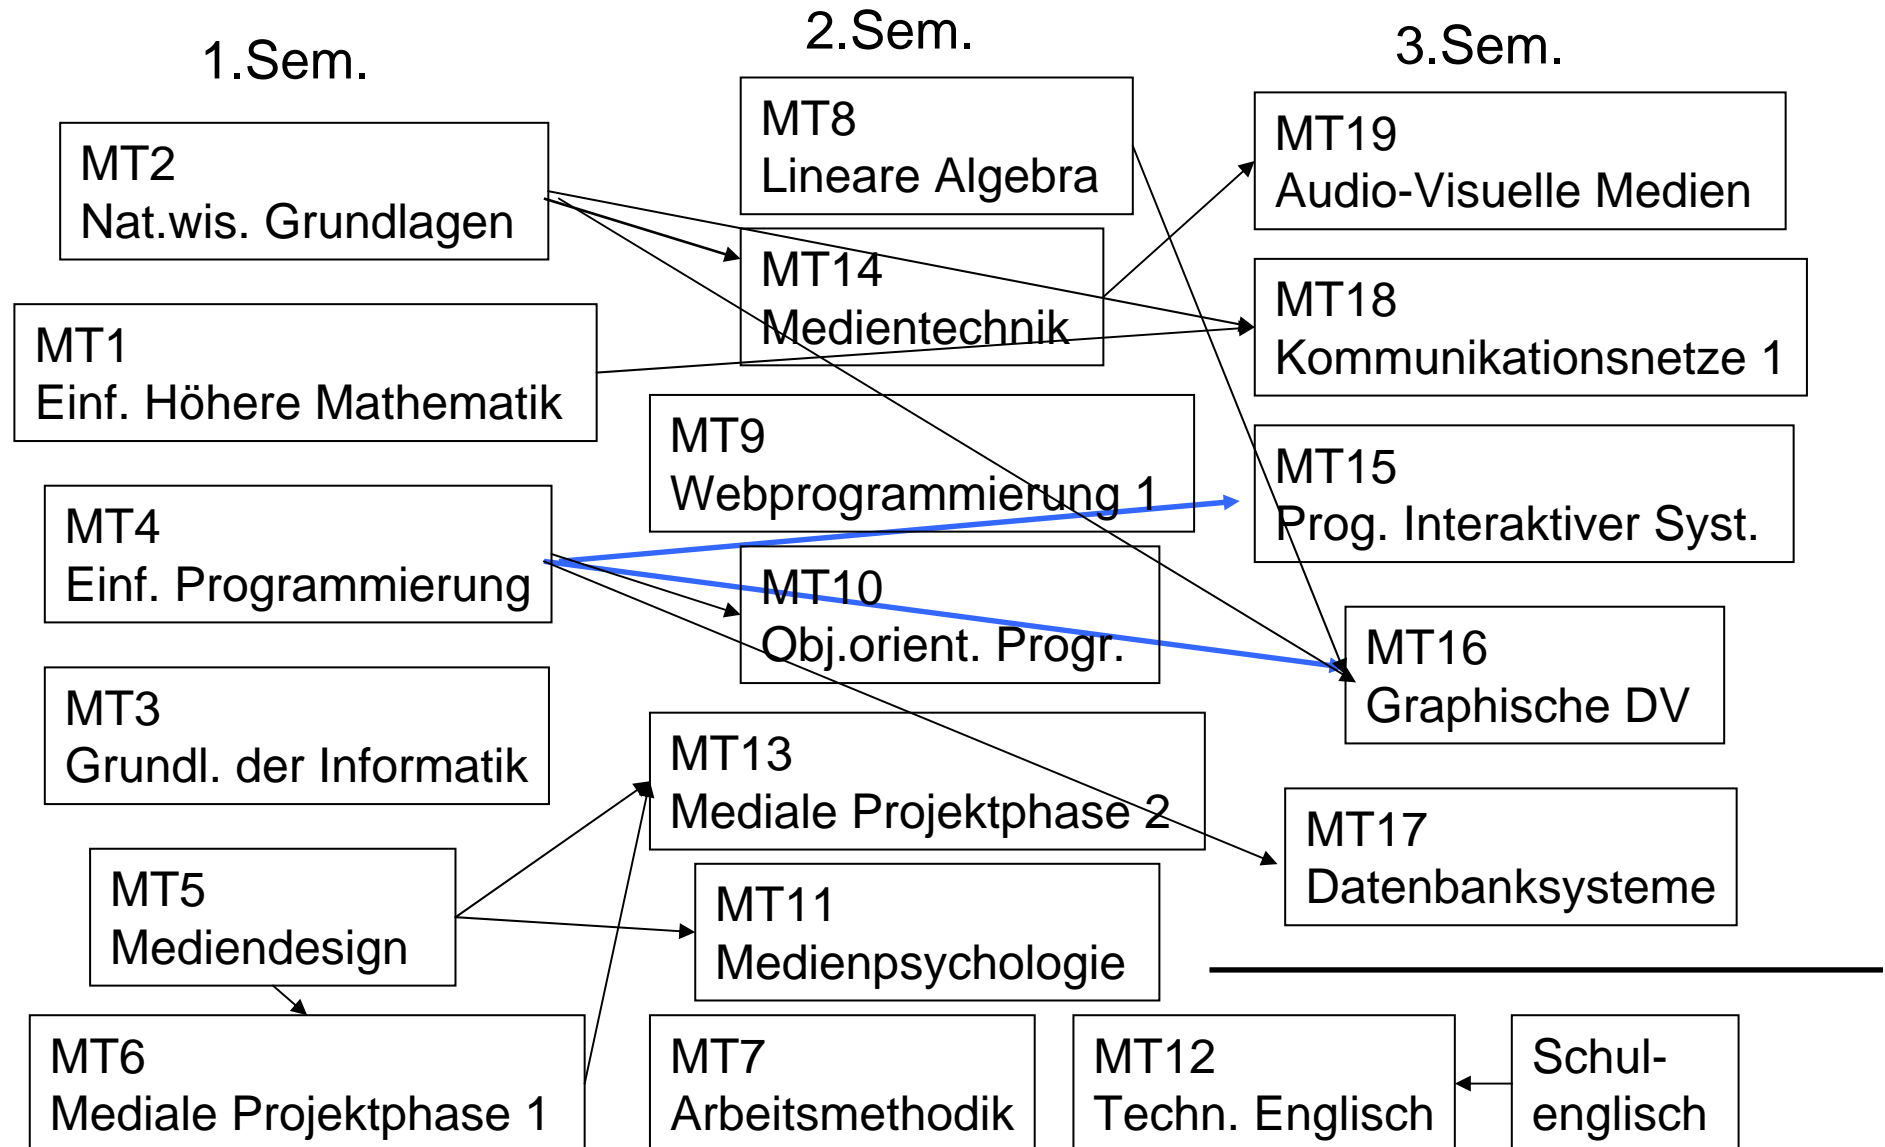 1.Sem.
2.Sem.
3.Sem.
MT2
Nat.wis. Grundlagen
MT1
Einf. Höhere Mathematik
MT4
Einf. Programmierung
MT3
Grundl. der Informatik
MT5
Mediendesign
MT6
Mediale Projektphase 1
MT8
Lineare Algebra
MT14
Medientechnik
MT9
Webprogrammierung 1
MT10
Obj.orient. Progr.
MT13
Mediale Projektphase 2
MT11
Medienpsychologie
MT7
Arbeitsmethodik
MT19
Audio-Visuelle Medien
MT18
Kommunikationsnetze 1
MT15
Prog. Interaktiver Syst.
MT16
Graphische DV
MT17
Datenbanksysteme
MT12
Techn. Englisch
Schul-
englisch